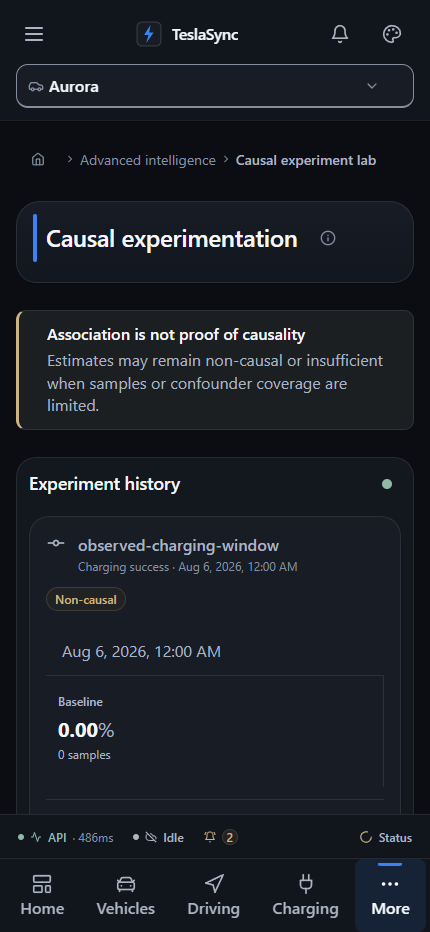 TeslaSync
Aurora
Advanced intelligence
Causal experiment lab
Causal experimentation
Association is not proof of causality
Estimates may remain non-causal or insufficient
when samples or confounder coverage are
limited.
Experiment history
observed-charging-window
Charging success · Aug 6, 2026, 12:00 AM
Non-causal
Aug 6, 2026, 12:00 AM
Baseline
0.00%
0 samples
API · 486ms
Idle
2
Status
Home
Vehicles
Driving
Charging
More